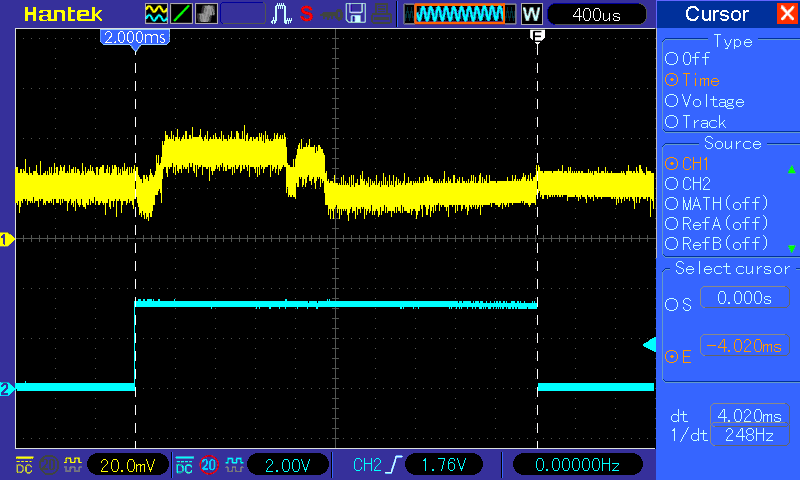 Hantek S W 400us Cursor
2.000ms E
Type
Off
Time
Voltage
Track
Source
CH1
CH2
MATH(off)
RefA(off)
RefB(off)
1
Select cursor
S 0.000s
E -4.020ms
2
dt 4.020ms
1/dt 248Hz
DC 20 20.0mV DC 20 2.00V CH2 1.76V 0.00000Hz